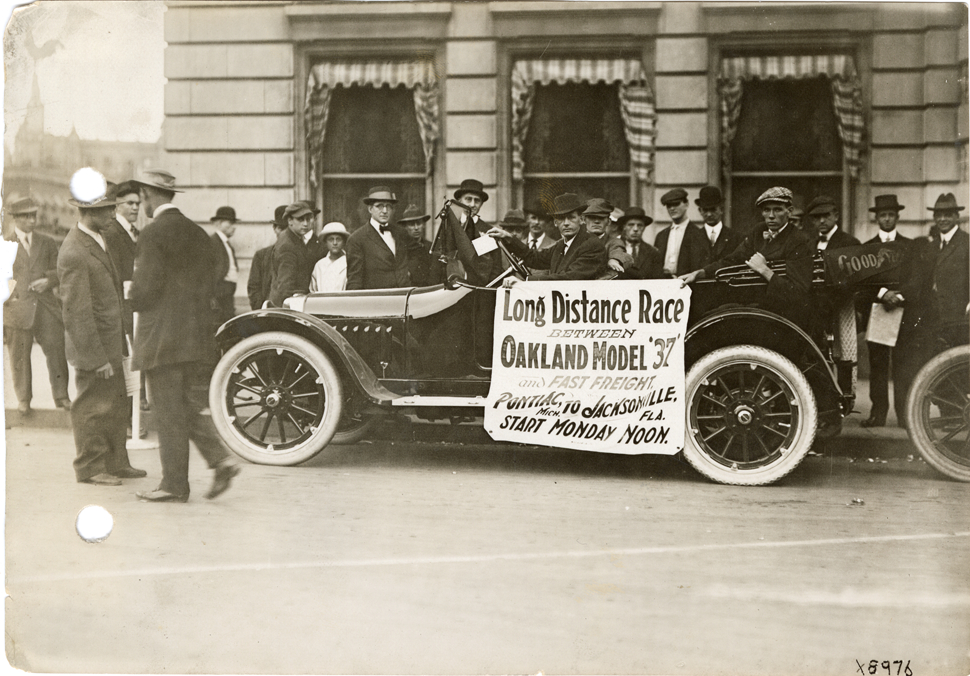 GOOD
Long Distance Race
BETWEEN
OAKLAND MODEL '37'
and FAST FREIGHT.
PONTIAC, MICH. TO JACKSONVILLE, FLA.
START MONDAY NOON.
X8976